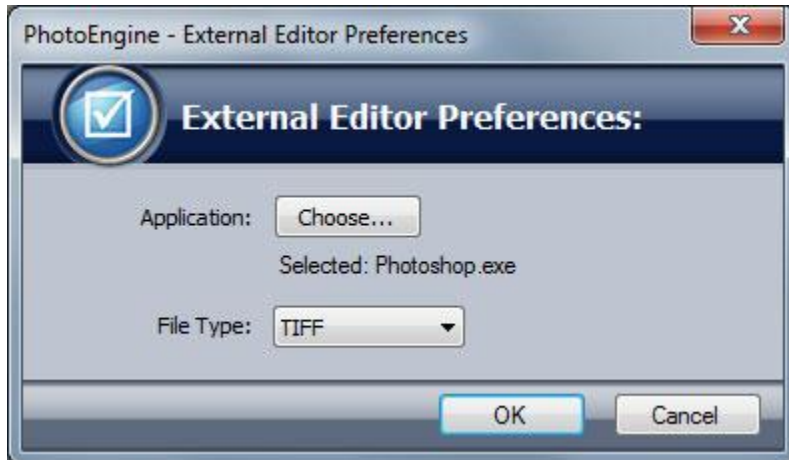 PhotoEngine - External Editor Preferences
External Editor Preferences:
Application: Choose...
Selected: Photoshop.exe
File Type: TIFF
OK Cancel